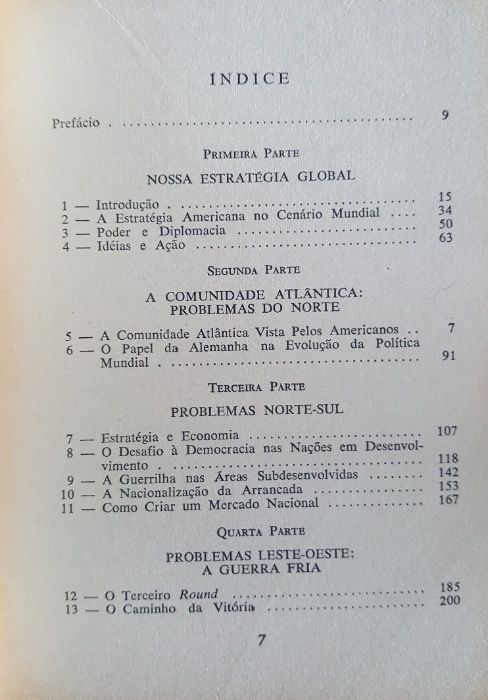 ÍNDICE
Prefácio . . . . . . . . . . . . . . . . . . . . . . . . . . . . . . . . . . . 9
PRIMEIRA PARTE
NOSSA ESTRATÉGIA GLOBAL
1 — Introdução . . . . . . . . . . . . . . . . . . . . . . . . . . . . 15
2 — A Estratégia Americana no Cenário Mundial . . . . 34
3 — Poder e Diplomacia . . . . . . . . . . . . . . . . . . . . . 50
4 — Idéias e Ação . . . . . . . . . . . . . . . . . . . . . . . . . 63
SEGUNDA PARTE
A COMUNIDADE ATLÂNTICA:
PROBLEMAS DO NORTE
5 — A Comunidade Atlântica Vista Pelos Americanos . . 7
6 — O Papel da Alemanha na Evolução da Política
Mundial . . . . . . . . . . . . . . . . . . . . . . . . . . . . . . . 91
TERCEIRA PARTE
PROBLEMAS NORTE-SUL
7 — Estratégia e Economia . . . . . . . . . . . . . . . . . . . . 107
8 — O Desafio à Democracia nas Nações em Desenvol-
vimento . . . . . . . . . . . . . . . . . . . . . . . . . . . . . . 118
9 — A Guerrilha nas Áreas Subdesenvolvidas . . . . . . . 142
10 — A Nacionalização da Arrancada . . . . . . . . . . . . . 153
11 — Como Criar um Mercado Nacional . . . . . . . . . . . 167
QUARTA PARTE
PROBLEMAS LESTE-OESTE:
A GUERRA FRIA
12 — O Terceiro Round . . . . . . . . . . . . . . . . . . . . . . . 185
13 — O Caminho da Vitória . . . . . . . . . . . . . . . . . . . . 200
7